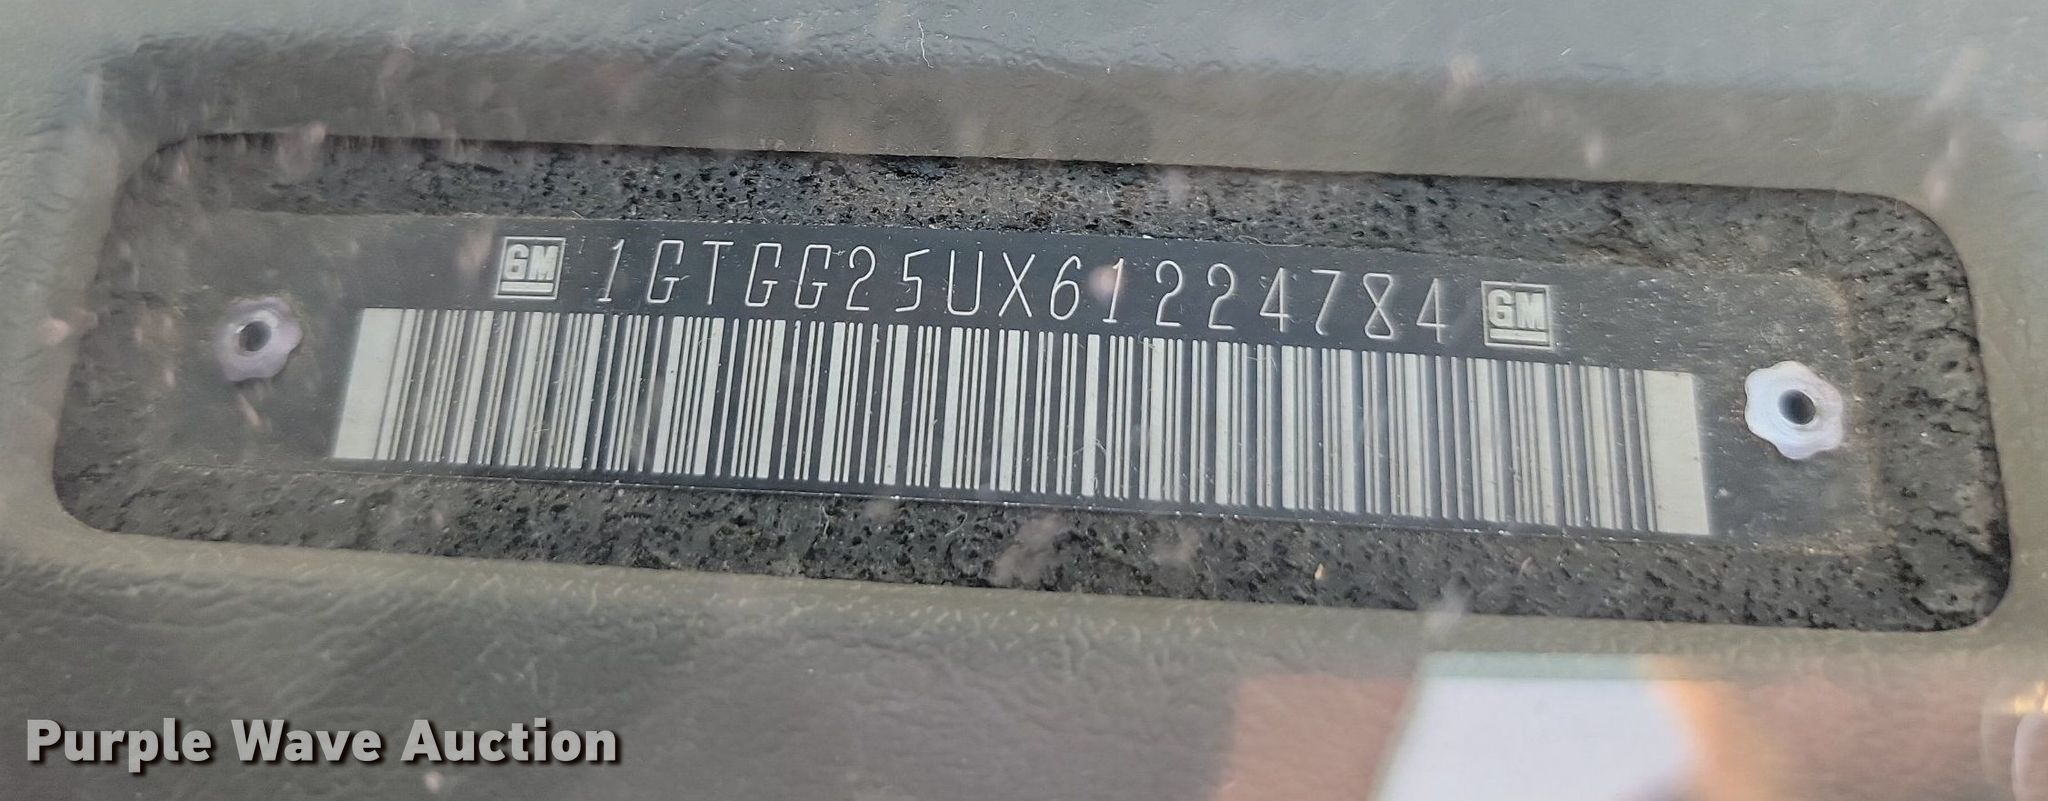 GM 1GTGG25UX61224784 GM
Purple Wave Auction